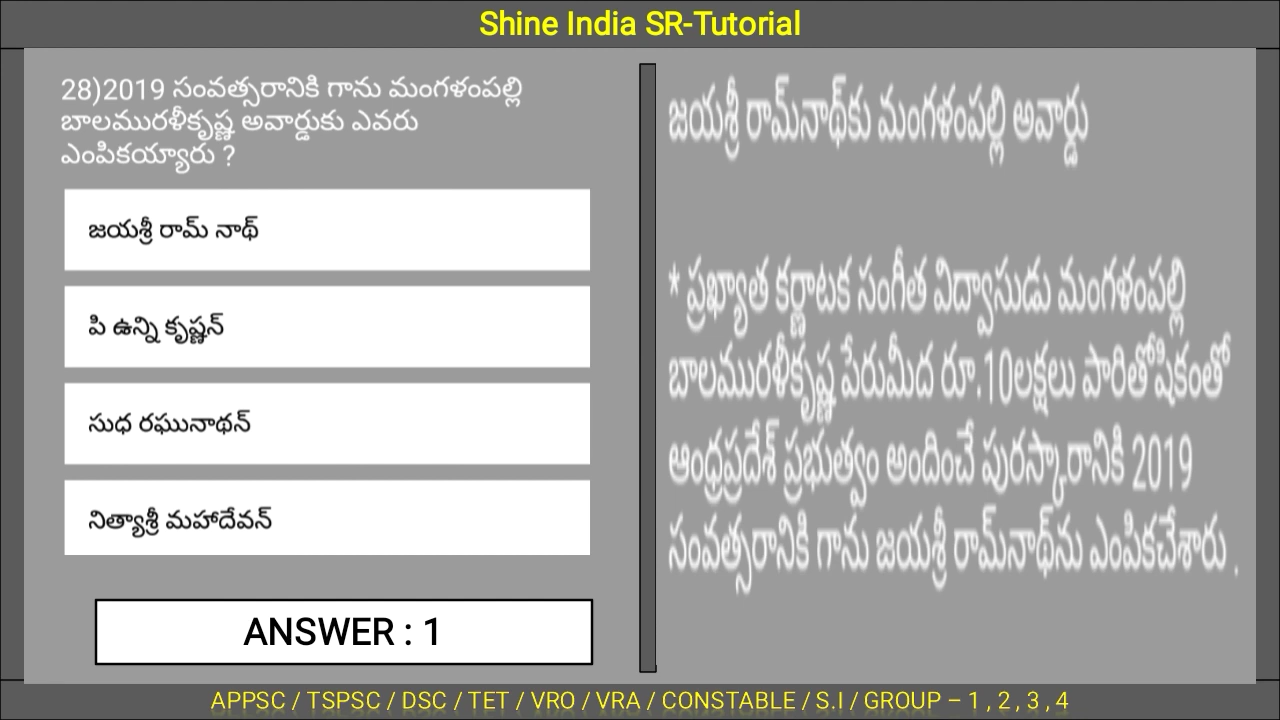 Shine India SR-Tutorial
28)2019 సంవత్సరానికి గాను మంగళంపల్లి
బాలమురళీకృష్ణ అవార్డుకు ఎవరు
ఎంపికయ్యారు ?
జయశ్రీ రామ్ నాథ్
పి ఉన్ని కృష్ణన్
సుధ రఘునాథన్
నిత్యాశ్రీ మహాదేవన్
ANSWER : 1
జయశ్రీ రామ్‌నాథ్‌కు మంగళంపల్లి అవార్డు
* ప్రఖ్యాత కర్ణాటక సంగీత విద్వాసుడు మంగళంపల్లి
బాలమురళీకృష్ణ పేరుమీద రూ.10లక్షలు పారితోషికంతో
ఆంధ్రప్రదేశ్ ప్రభుత్వం అందించే పురస్కారానికి 2019
సంవత్సరానికి గాను జయశ్రీ రామ్‌నాథ్‌ను ఎంపికచేశారు .
APPSC / TSPSC / DSC / TET / VRO / VRA / CONSTABLE / S.I / GROUP – 1 , 2 , 3 , 4